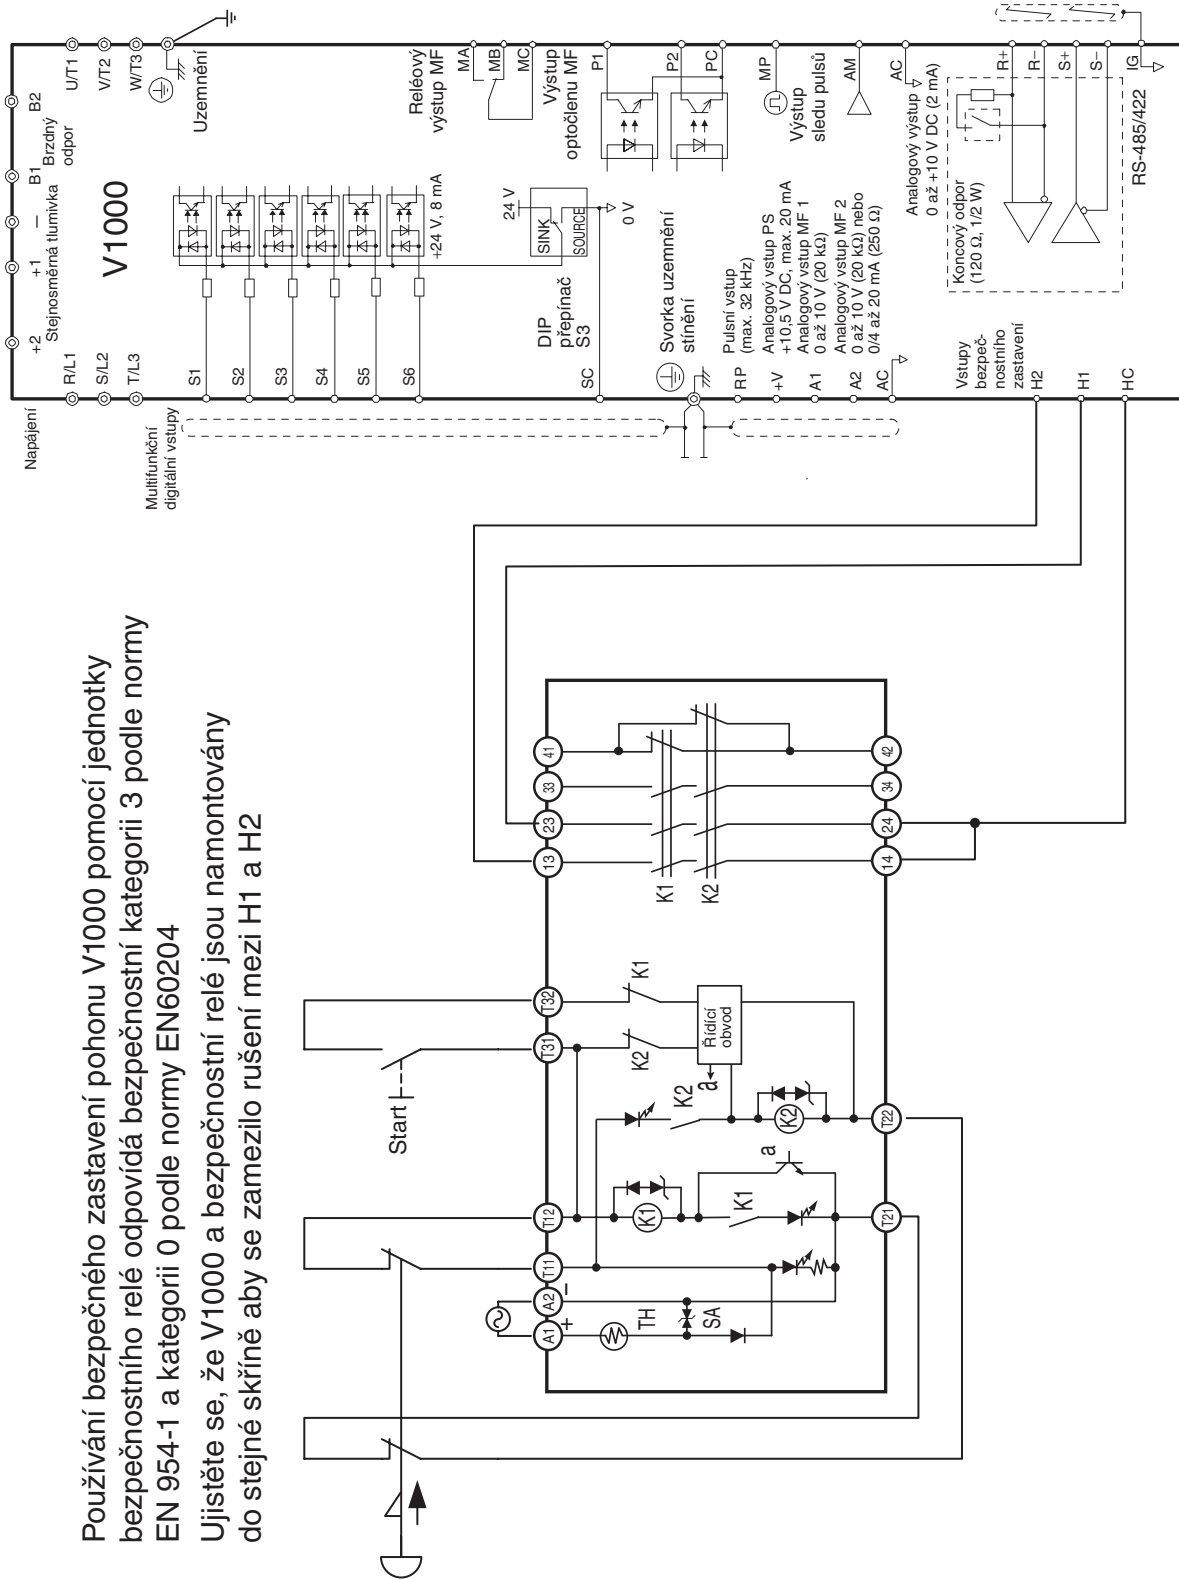 Používání bezpečného zastavení pohonu V1000 pomocí jednotky
bezpečnostního relé odpovídá bezpečnostní kategorii 3 podle normy
EN 954-1 a kategorii 0 podle normy EN60204
Ujistěte se, že V1000 a bezpečnostní relé jsou namontovány
do stejné skříně aby se zamezilo rušení mezi H1 a H2
Napájení
+2
+1
−
B1
B2
Stejnosměrná tlumivka
Brzdný
odpor
R/L1
S/L2
T/L3
V1000
U/T1
V/T2
W/T3
Uzemnění
Multifunkční
digitální vstupy
S1
S2
S3
S4
S5
S6
+24 V, 8 mA
DIP
přepínač
S3
24 V
SINK
SOURCE
0 V
SC
Svorka uzemnění
stínění
Reléový
výstup MF
MA
MB
MC
Výstup
optočlenu MF
P1
P2
PC
RP
Pulsní vstup
(max. 32 kHz)
+V
Analogový vstup PS
+10,5 V DC, max. 20 mA
A1
Analogový vstup MF 1
0 až 10 V (20 kΩ)
A2
Analogový vstup MF 2
0 až 10 V (20 kΩ) nebo
0/4 až 20 mA (250 Ω)
AC
MP
Výstup
sledu pulsů
AM
AC
Analogový výstup
0 až +10 V DC (2 mA)
Koncový odpor
(120 Ω, 1/2 W)
R+
R−
S+
S−
IG
RS-485/422
Vstupy
bezpeč-
nostního
zastavení
H2
H1
HC
Start
A1
A2
T11
T12
T31
T32
13
23
33
41
+
−
TH
SA
K1
K1
a
K2
K2
a
K2
K1
Řídící
obvod
K1
K2
T21
T22
14
24
34
42